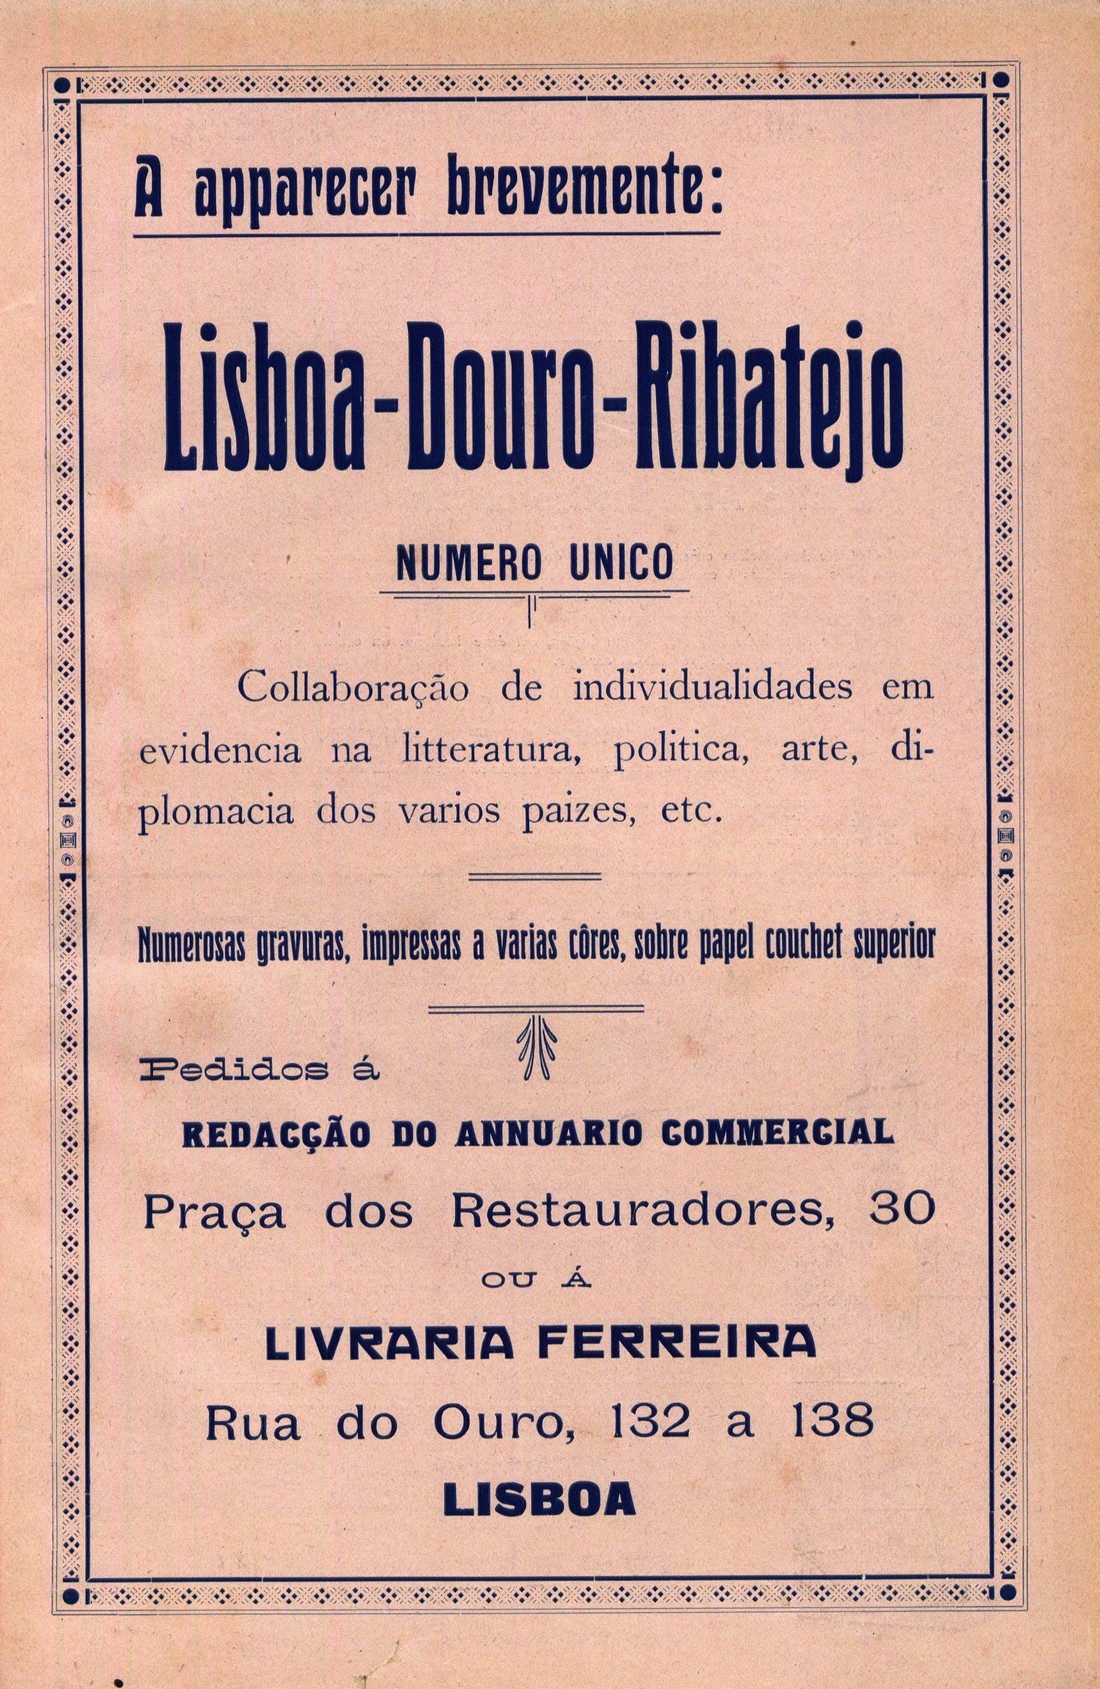 A apparecer brevemente:
Lisboa-Douro-Ribatejo
NUMERO UNICO
Collaboração de individualidades em
evidencia na litteratura, politica, arte, di-
plomacia dos varios paizes, etc.
Numerosas gravuras, impressas a varias côres, sobre papel couchet superior
Pedidos á
REDACÇÃO DO ANNUARIO COMMERCIAL
Praça dos Restauradores, 30
OU Á
LIVRARIA FERREIRA
Rua do Ouro, 132 a 138
LISBOA